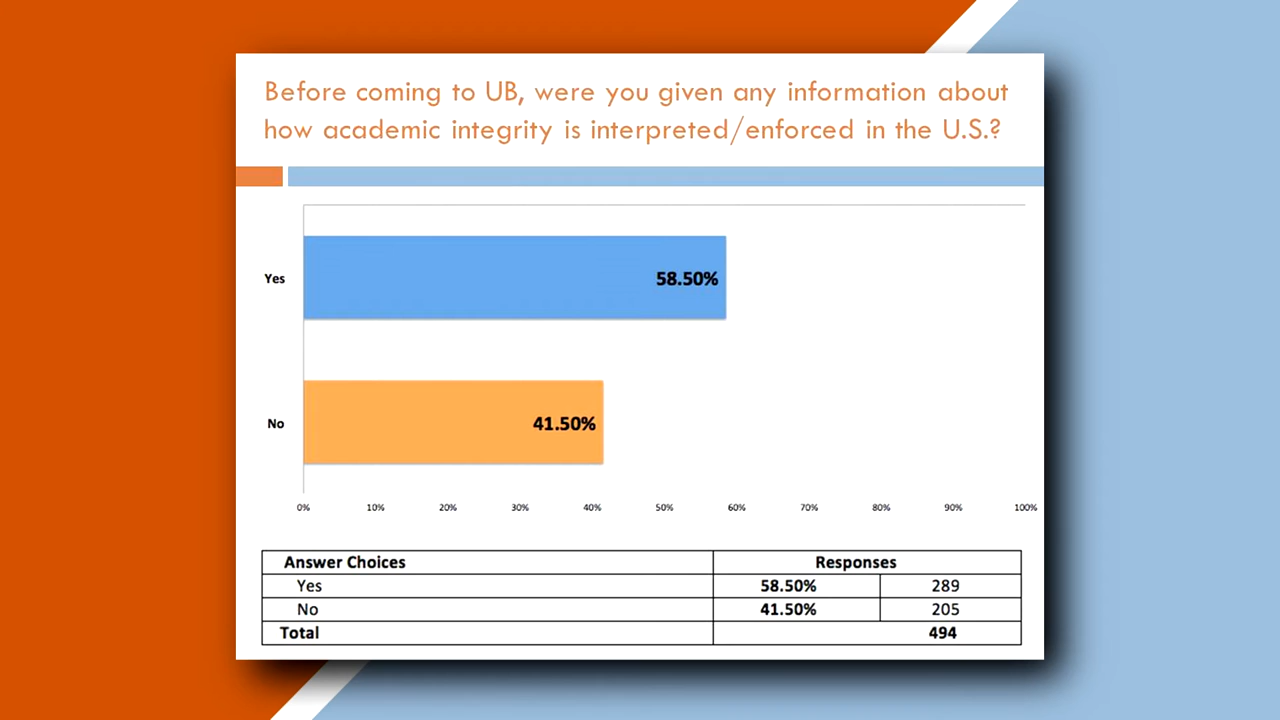 Before coming to UB, were you given any information about
how academic integrity is interpreted/enforced in the U.S.?
Yes
58.50%
No
41.50%
0% 10% 20% 30% 40% 50% 60% 70% 80% 90% 100%
Answer Choices Responses
Yes 58.50% 289
No 41.50% 205
Total 494